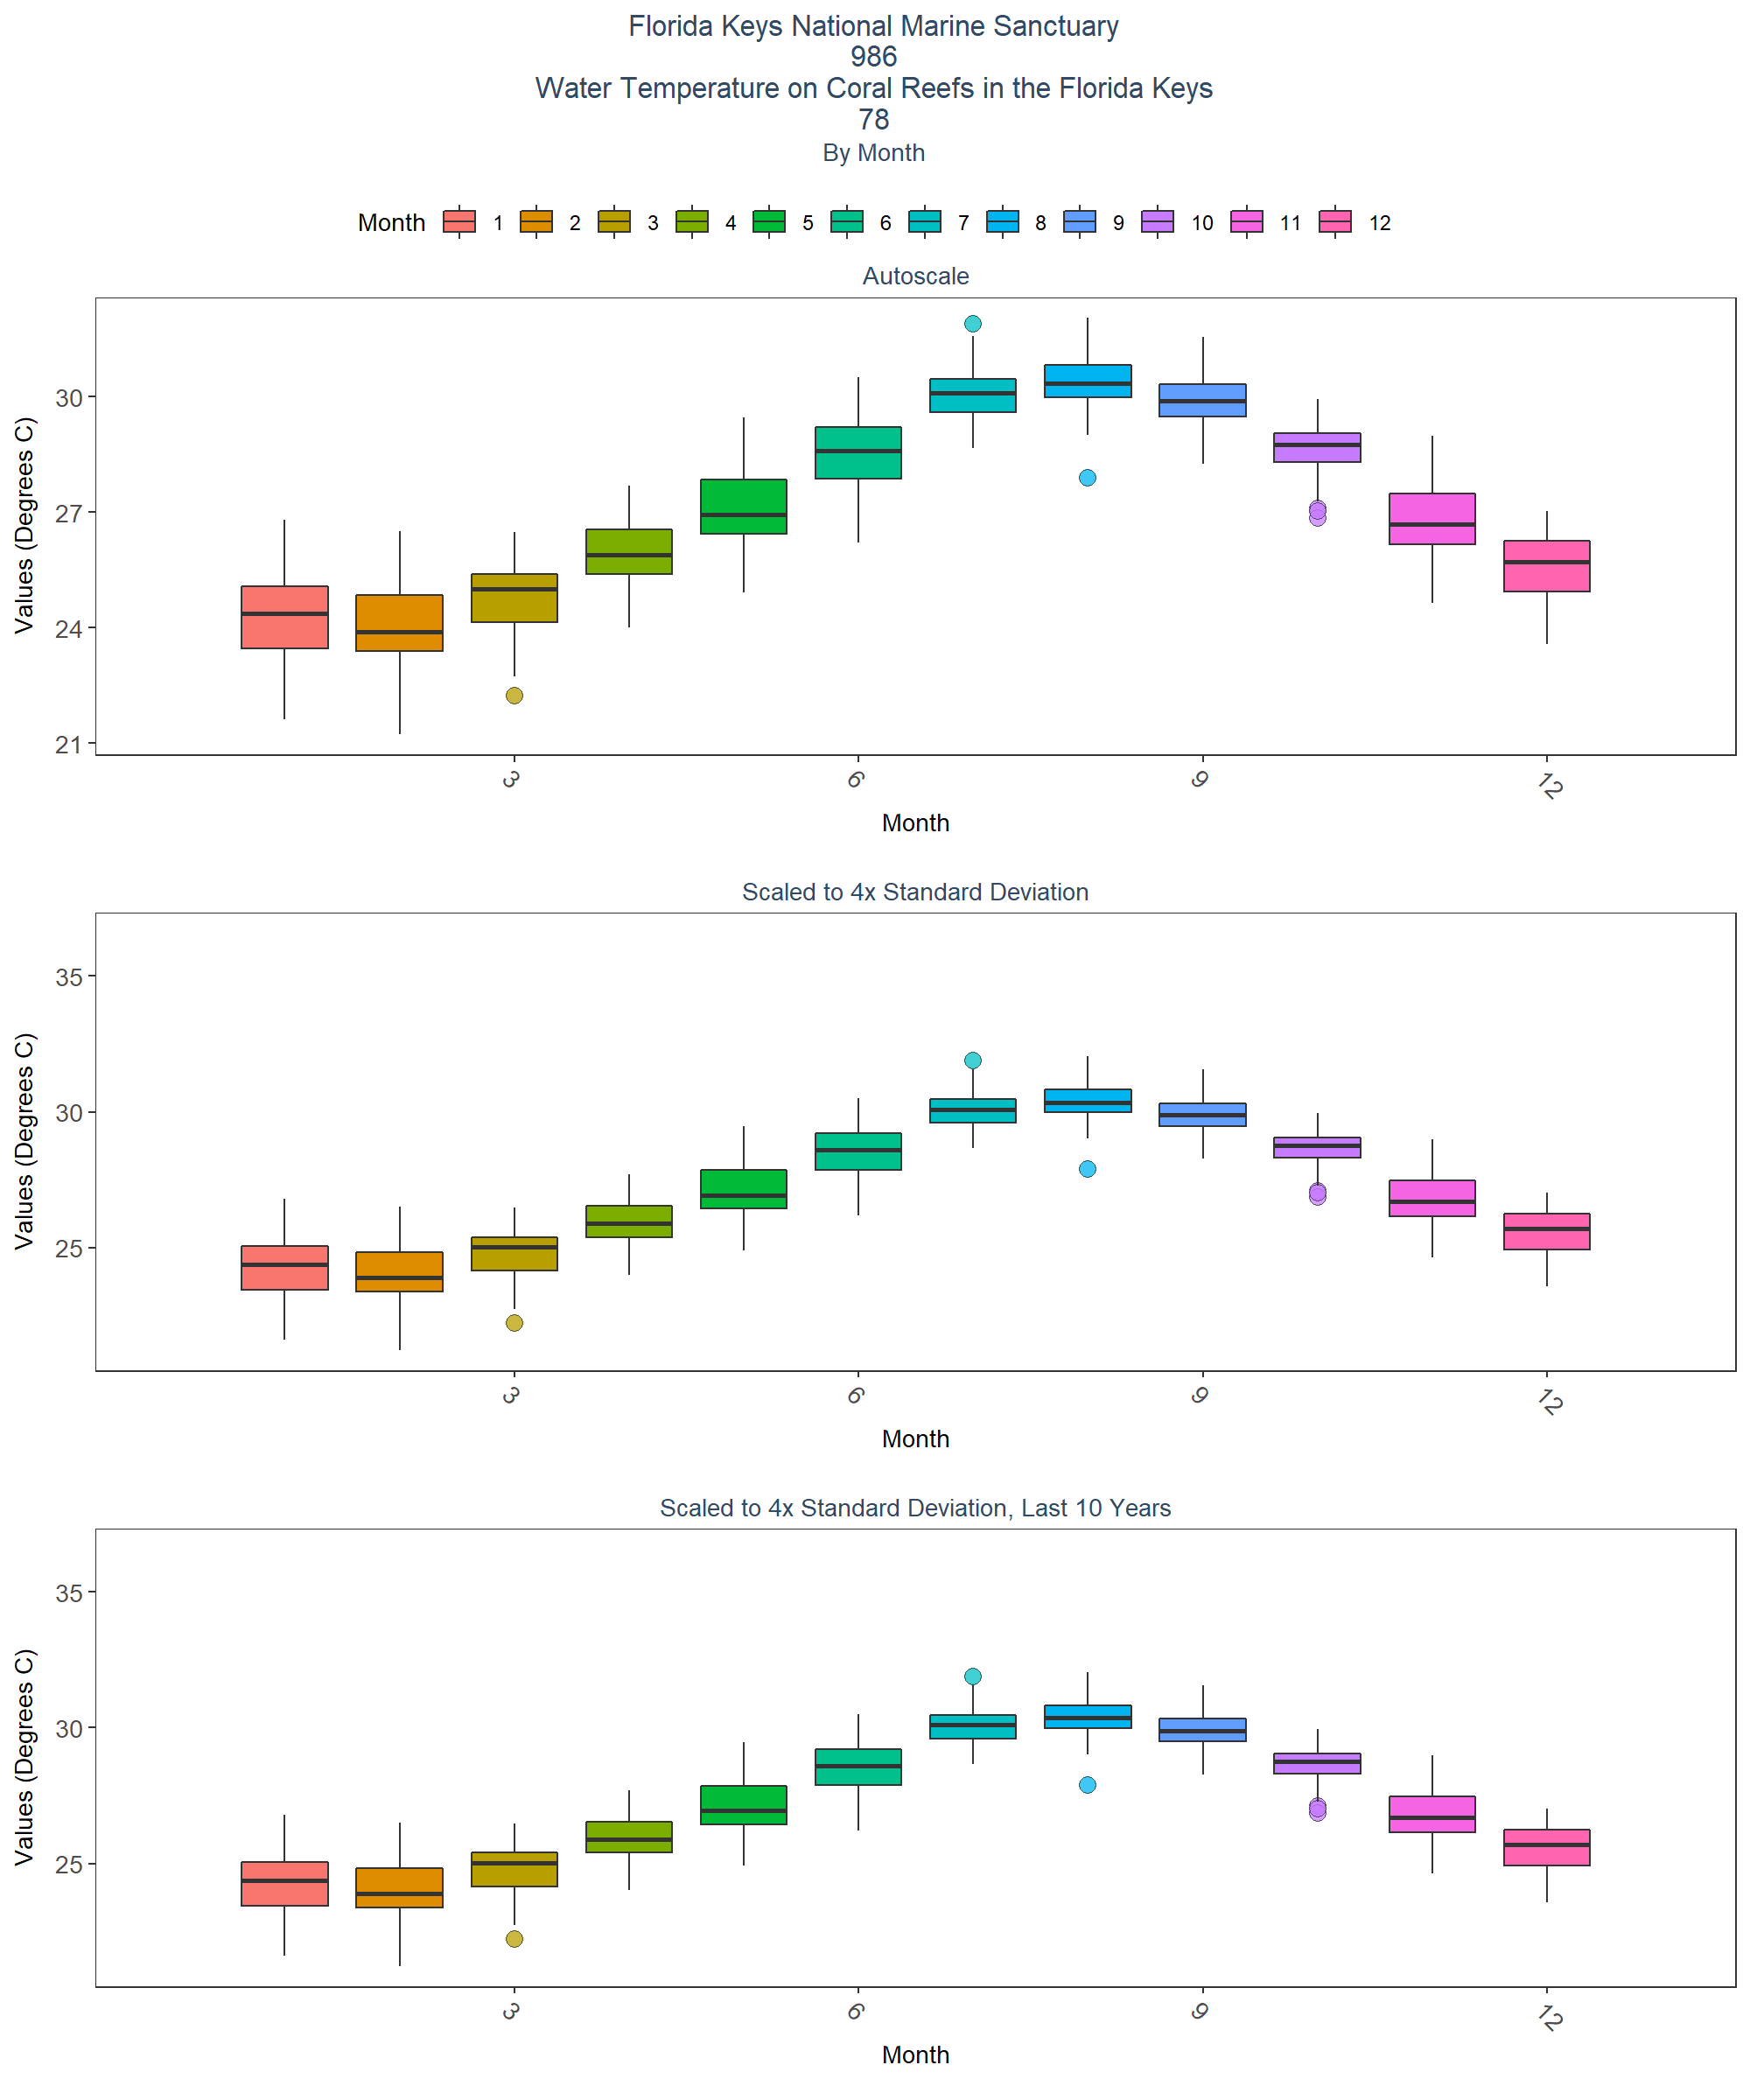 Florida Keys National Marine Sanctuary
986
Water Temperature on Coral Reefs in the Florida Keys
78
By Month
Month 1 2 3 4 5 6 7 8 9 10 11 12
Autoscale
Values (Degrees C)
30
27
24
21
3 6 9 12
Month
Scaled to 4x Standard Deviation
Values (Degrees C)
35
30
25
3 6 9 12
Month
Scaled to 4x Standard Deviation, Last 10 Years
Values (Degrees C)
35
30
25
3 6 9 12
Month